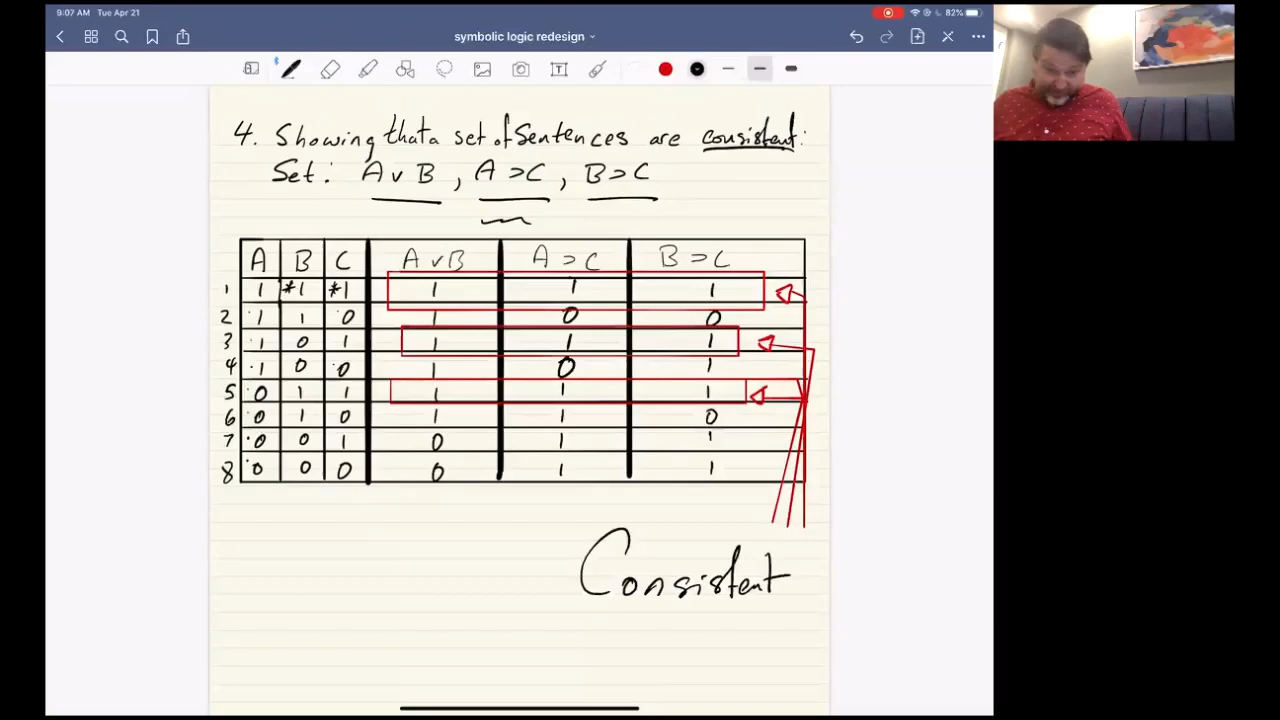 9:07 AM Tue Apr 21
82%
symbolic logic redesign
4. Showing that a set of Sentences are consistent:
Set: A ∨ B, A ⊃ C, B ⊃ C
A B C A ∨ B A ⊃ C B ⊃ C
1 1 *1 *1 1 1 1
2 1 1 0 1 0 0
3 1 0 1 1 1 1
4 1 0 0 1 0 1
5 0 1 1 1 1 1
6 0 1 0 1 1 0
7 0 0 1 0 1 1
8 0 0 0 0 1 1
Consistent